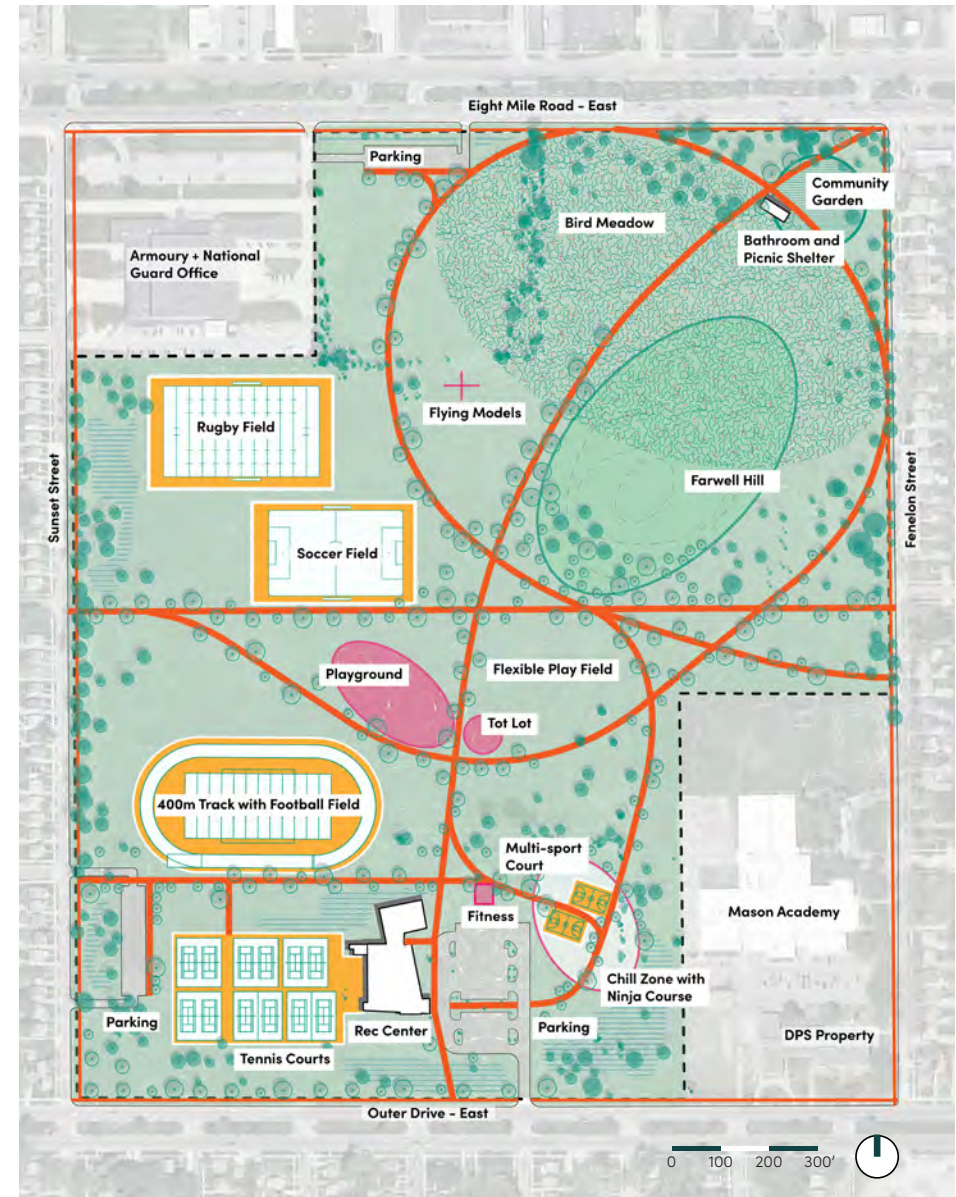 Eight Mile Road - East
Parking
Community
Garden
Bird Meadow
Bathroom and
Picnic Shelter
Armoury + National
Guard Office
Flying Models
Rugby Field
Farwell Hill
Sunset Street
Fenelon Street
Soccer Field
Playground
Flexible Play Field
Tot Lot
400m Track with Football Field
Multi-sport
Court
Fitness
Mason Academy
Chill Zone with
Ninja Course
Parking
Rec Center
Parking
DPS Property
Tennis Courts
Outer Drive - East
0 100 200 300'